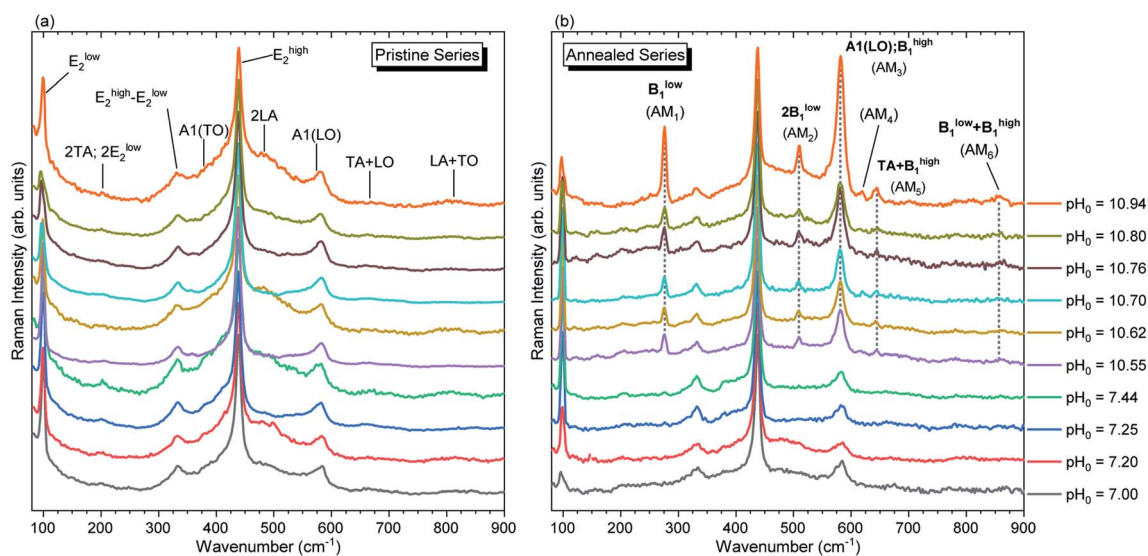 (a)
Pristine Series
E₂ˡᵒʷ
E₂ʰⁱᵍʰ
E₂ʰⁱᵍʰ-E₂ˡᵒʷ
A1(TO)
2LA
A1(LO)
2TA; 2E₂ˡᵒʷ
TA+LO
LA+TO
Raman Intensity (arb. units)
100 200 300 400 500 600 700 800 900
Wavenumber (cm⁻¹)
(b)
Annealed Series
A1(LO);B₁ʰⁱᵍʰ
(AM₃)
B₁ˡᵒʷ
(AM₁)
2B₁ˡᵒʷ
(AM₂)
(AM₄)
TA+B₁ʰⁱᵍʰ
(AM₅)
B₁ˡᵒʷ+B₁ʰⁱᵍʰ
(AM₆)
Raman Intensity (arb. units)
100 200 300 400 500 600 700 800 900
Wavenumber (cm⁻¹)
pH₀ = 10.94
pH₀ = 10.80
pH₀ = 10.76
pH₀ = 10.70
pH₀ = 10.62
pH₀ = 10.55
pH₀ = 7.44
pH₀ = 7.25
pH₀ = 7.20
pH₀ = 7.00